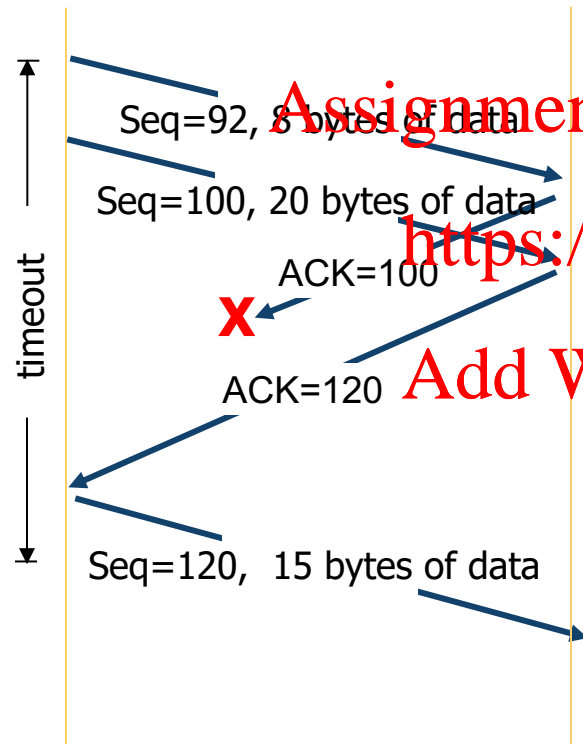 Seq=92, 8 bytes of data
Seq=100, 20 bytes of data
ACK=100
X
timeout
ACK=120
Seq=120, 15 bytes of data
Assignmen
https:/
Add W